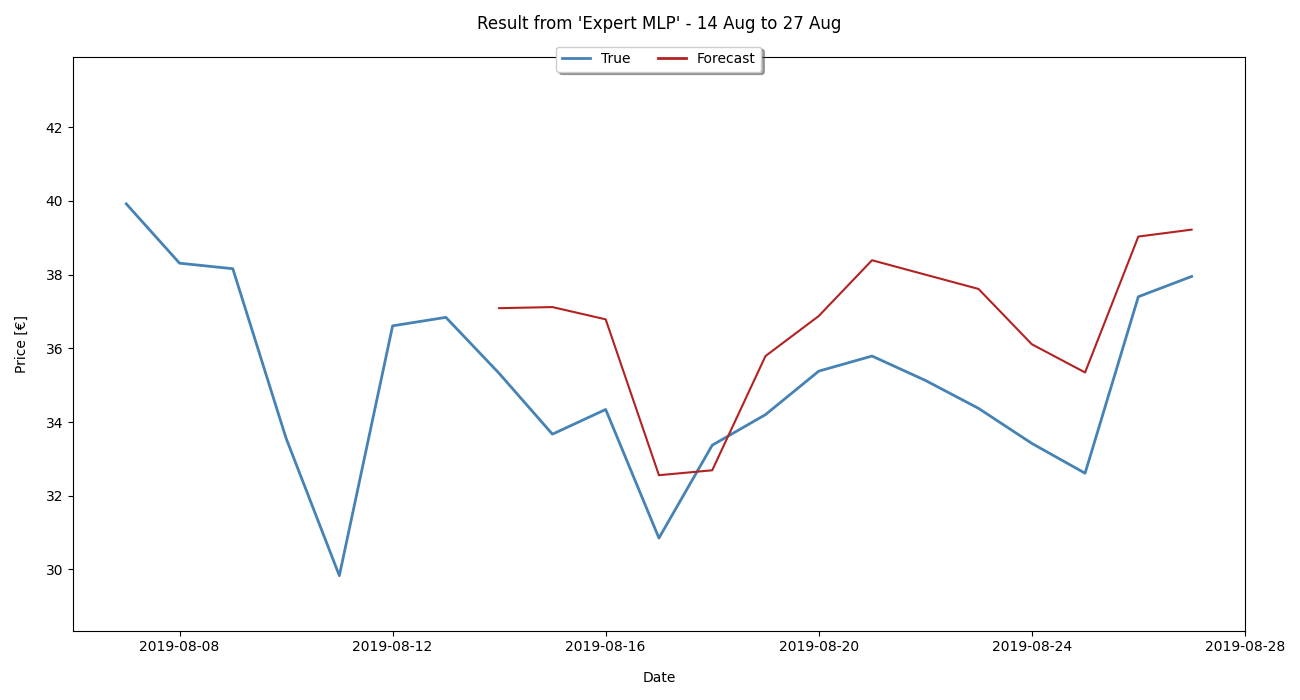 Result from 'Expert MLP' - 14 Aug to 27 Aug
True Forecast
Price [€]
42
40
38
36
34
32
30
2019-08-08 2019-08-12 2019-08-16 2019-08-20 2019-08-24 2019-08-28
Date